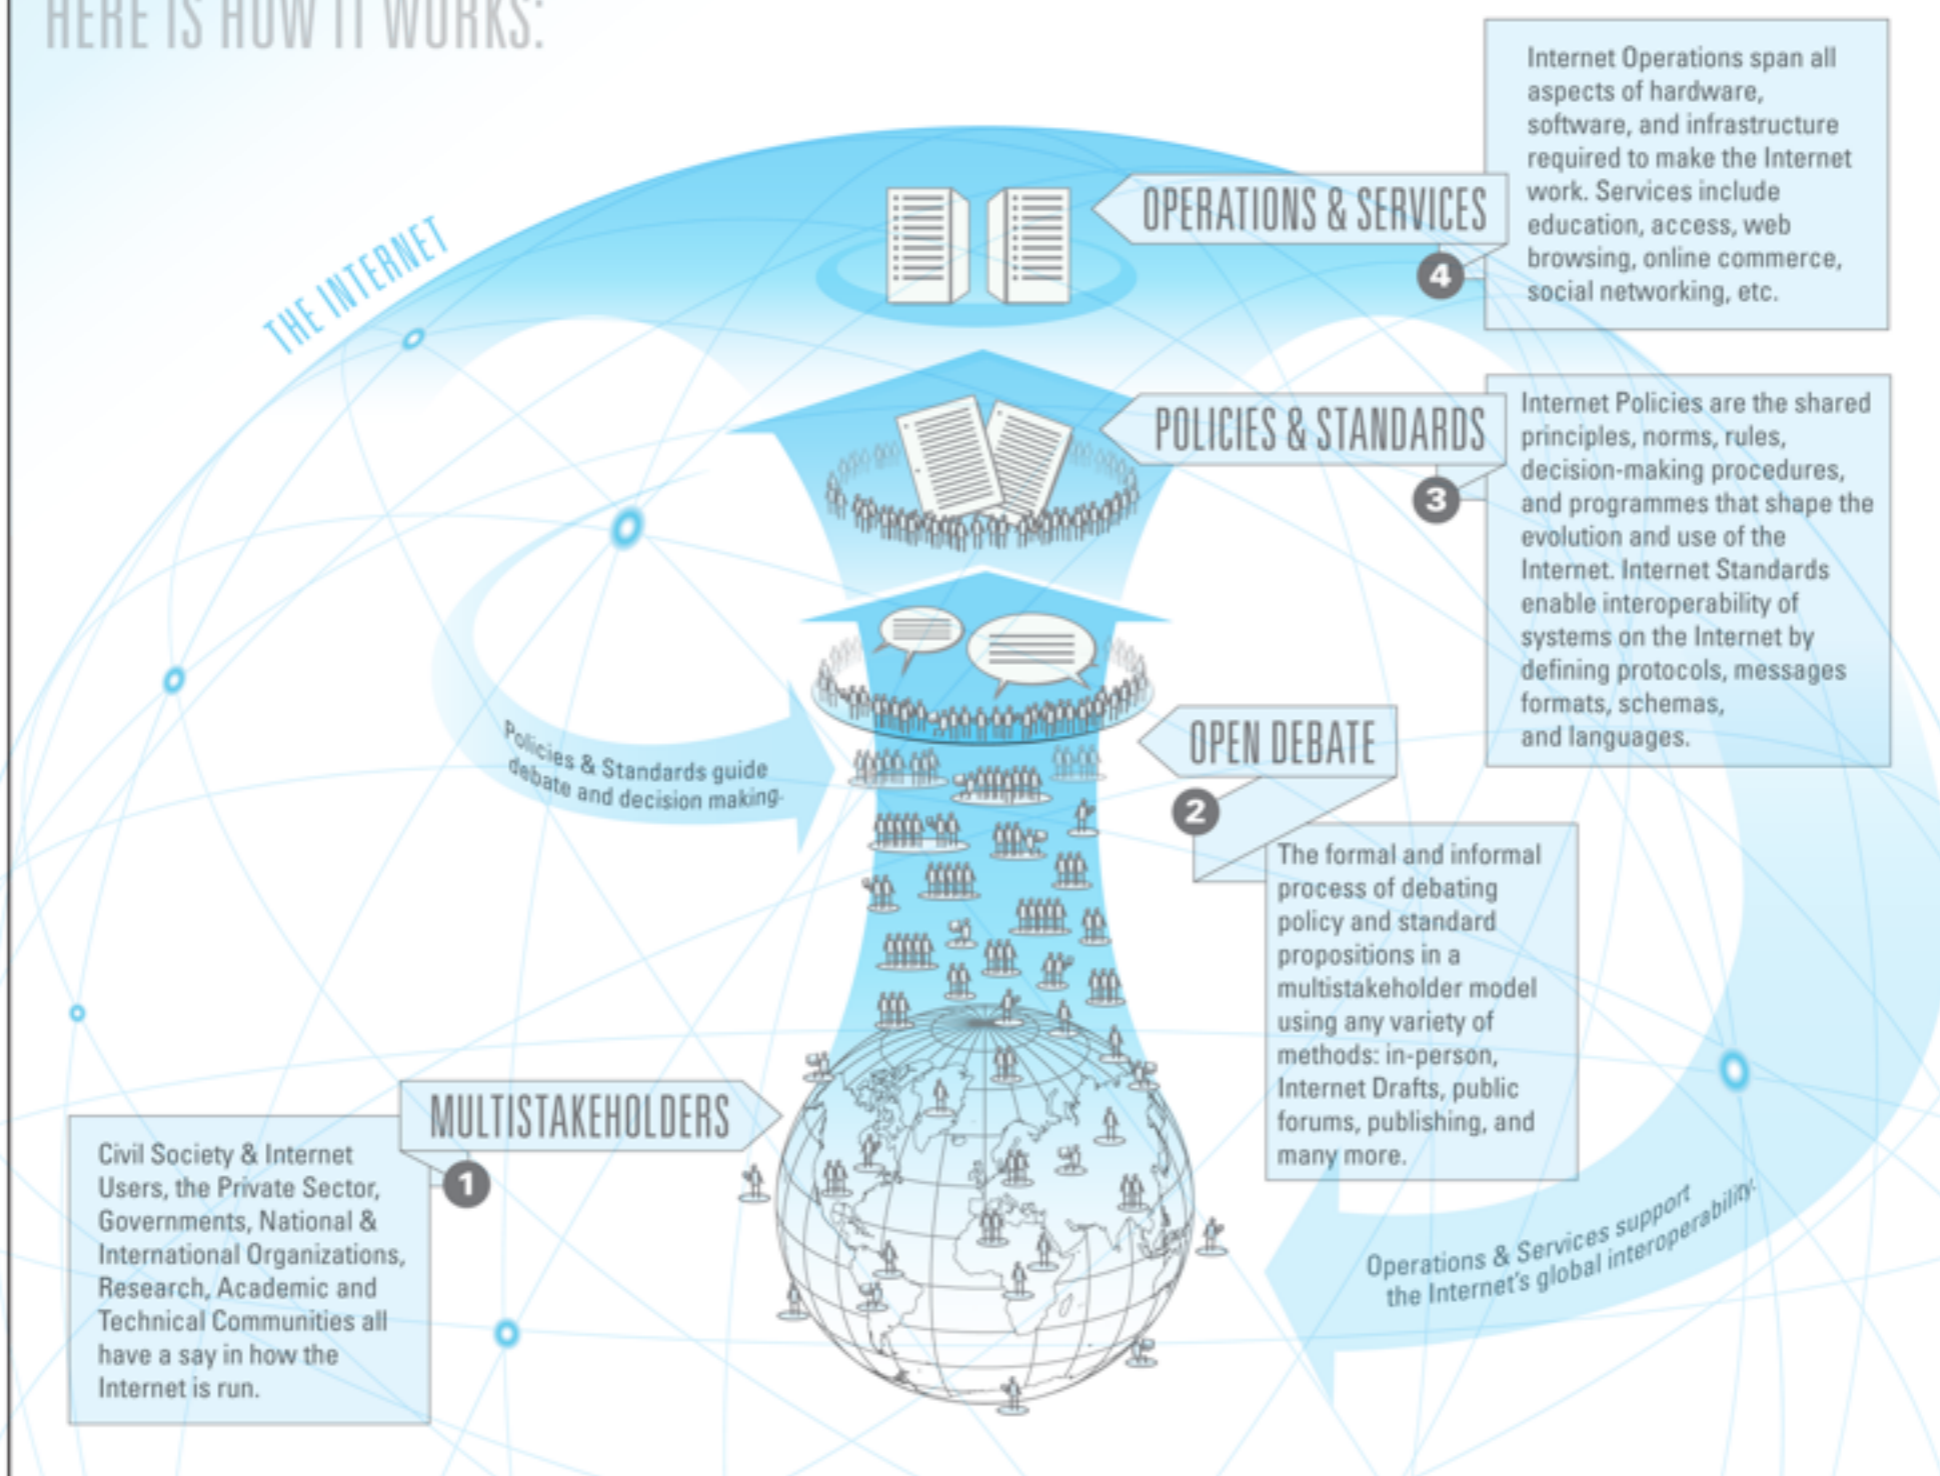 HERE IS HOW IT WORKS:
THE INTERNET
OPERATIONS & SERVICES
4
Internet Operations span all
aspects of hardware,
software, and infrastructure
required to make the Internet
work. Services include
education, access, web
browsing, online commerce,
social networking, etc.
POLICIES & STANDARDS
3
Internet Policies are the shared
principles, norms, rules,
decision-making procedures,
and programmes that shape the
evolution and use of the
Internet. Internet Standards
enable interoperability of
systems on the Internet by
defining protocols, messages
formats, schemas,
and languages.
Policies & Standards guide
debate and decision making.
OPEN DEBATE
2
The formal and informal
process of debating
policy and standard
propositions in a
multistakeholder model
using any variety of
methods: in-person,
Internet Drafts, public
forums, publishing, and
many more.
MULTISTAKEHOLDERS
1
Civil Society & Internet
Users, the Private Sector,
Governments, National &
International Organizations,
Research, Academic and
Technical Communities all
have a say in how the
Internet is run.
Operations & Services support
the Internet's global interoperability.